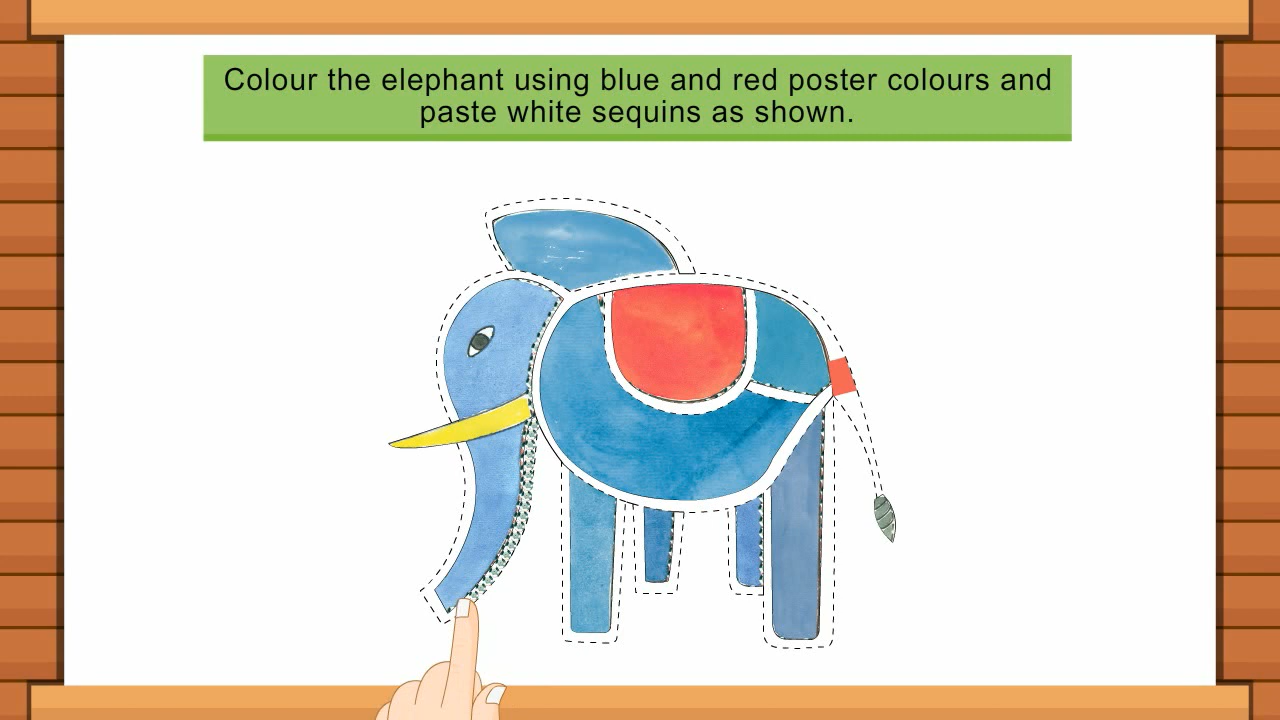 Colour the elephant using blue and red poster colours and
paste white sequins as shown.